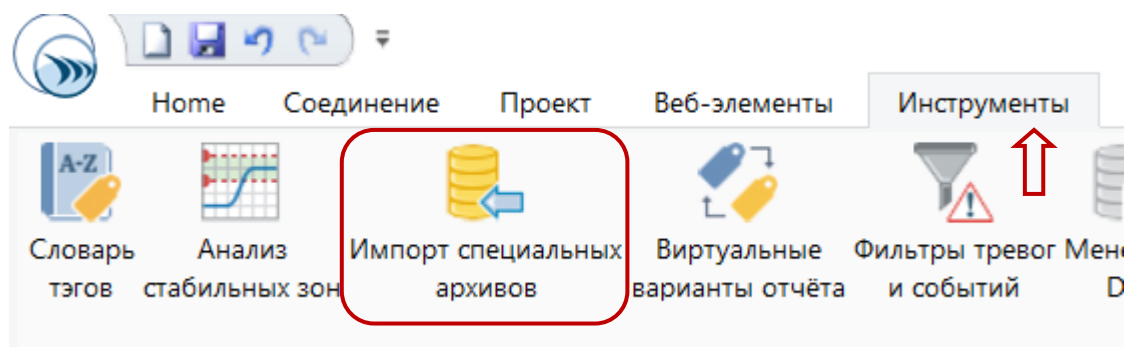 Home Соединение Проект Веб-элементы Инструменты
A-Z
Словарь Анализ Импорт специальных Виртуальные Фильтры тревог
тэгов стабильных зон архивов варианты отчёта и событий